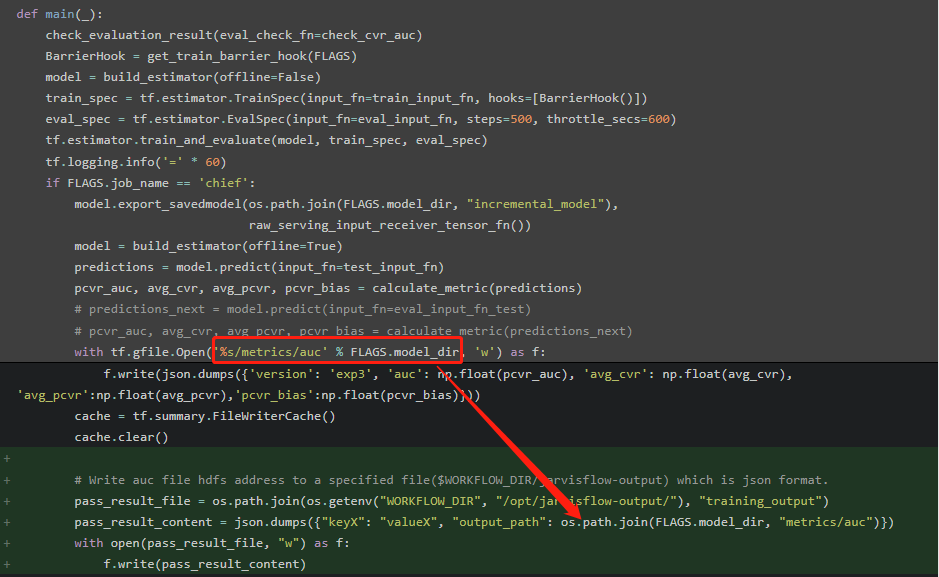 def main(_):
    check_evaluation_result(eval_check_fn=check_cvr_auc)
    BarrierHook = get_train_barrier_hook(FLAGS)
    model = build_estimator(offline=False)
    train_spec = tf.estimator.TrainSpec(input_fn=train_input_fn, hooks=[BarrierHook()])
    eval_spec = tf.estimator.EvalSpec(input_fn=eval_input_fn, steps=500, throttle_secs=600)
    tf.estimator.train_and_evaluate(model, train_spec, eval_spec)
    tf.logging.info('=' * 60)
    if FLAGS.job_name == 'chief':
        model.export_savedmodel(os.path.join(FLAGS.model_dir, "incremental_model"),
                                raw_serving_input_receiver_tensor_fn())
        model = build_estimator(offline=True)
        predictions = model.predict(input_fn=test_input_fn)
        pcvr_auc, avg_cvr, avg_pcvr, pcvr_bias = calculate_metric(predictions)
        # predictions_next = model.predict(input_fn=eval_input_fn_test)
        # pcvr_auc, avg_cvr, avg_pcvr, pcvr_bias = calculate_metric(predictions_next)
        with tf.gfile.Open('%s/metrics/auc' % FLAGS.model_dir, 'w') as f:
            f.write(json.dumps({'version': 'exp3', 'auc': np.float(pcvr_auc), 'avg_cvr': np.float(avg_cvr),
'avg_pcvr':np.float(avg_pcvr),'pcvr_bias':np.float(pcvr_bias)}))
        cache = tf.summary.FileWriterCache()
        cache.clear()
+
+        # Write auc file hdfs address to a specified file($WORKFLOW_DIR/jarvisflow-output) which is json format.
+        pass_result_file = os.path.join(os.getenv("WORKFLOW_DIR", "/opt/jarvisflow-output/"), "training_output")
+        pass_result_content = json.dumps({"keyX": "valueX", "output_path": os.path.join(FLAGS.model_dir, "metrics/auc")})
+        with open(pass_result_file, "w") as f:
+            f.write(pass_result_content)